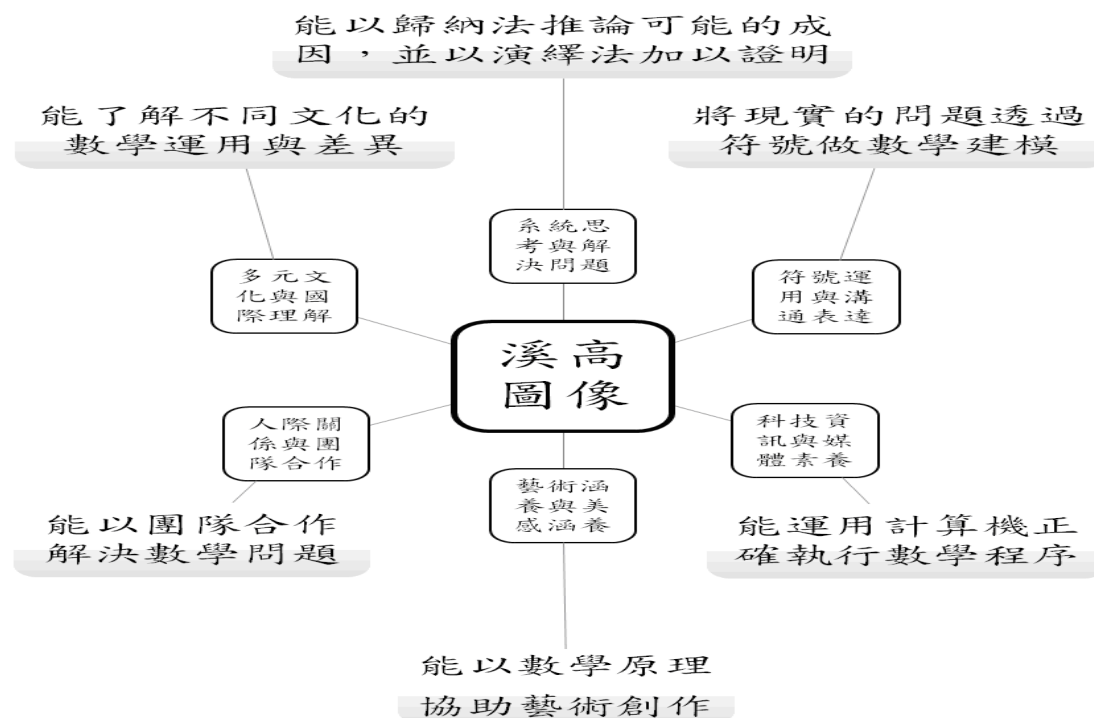 能以歸納法推論可能的成
因，並以演繹法加以證明
能了解不同文化的
數學運用與差異
將現實的問題透過
符號做數學建模
系統思
考與解
決問題
多元文
化與國
際理解
符號運
用與溝
通表達
溪高
圖像
人際關
係與團
隊合作
科技資
訊與媒
體素養
藝術涵
養與美
感涵養
能以團隊合作
解決數學問題
能運用計算機正
確執行數學程序
能以數學原理
協助藝術創作